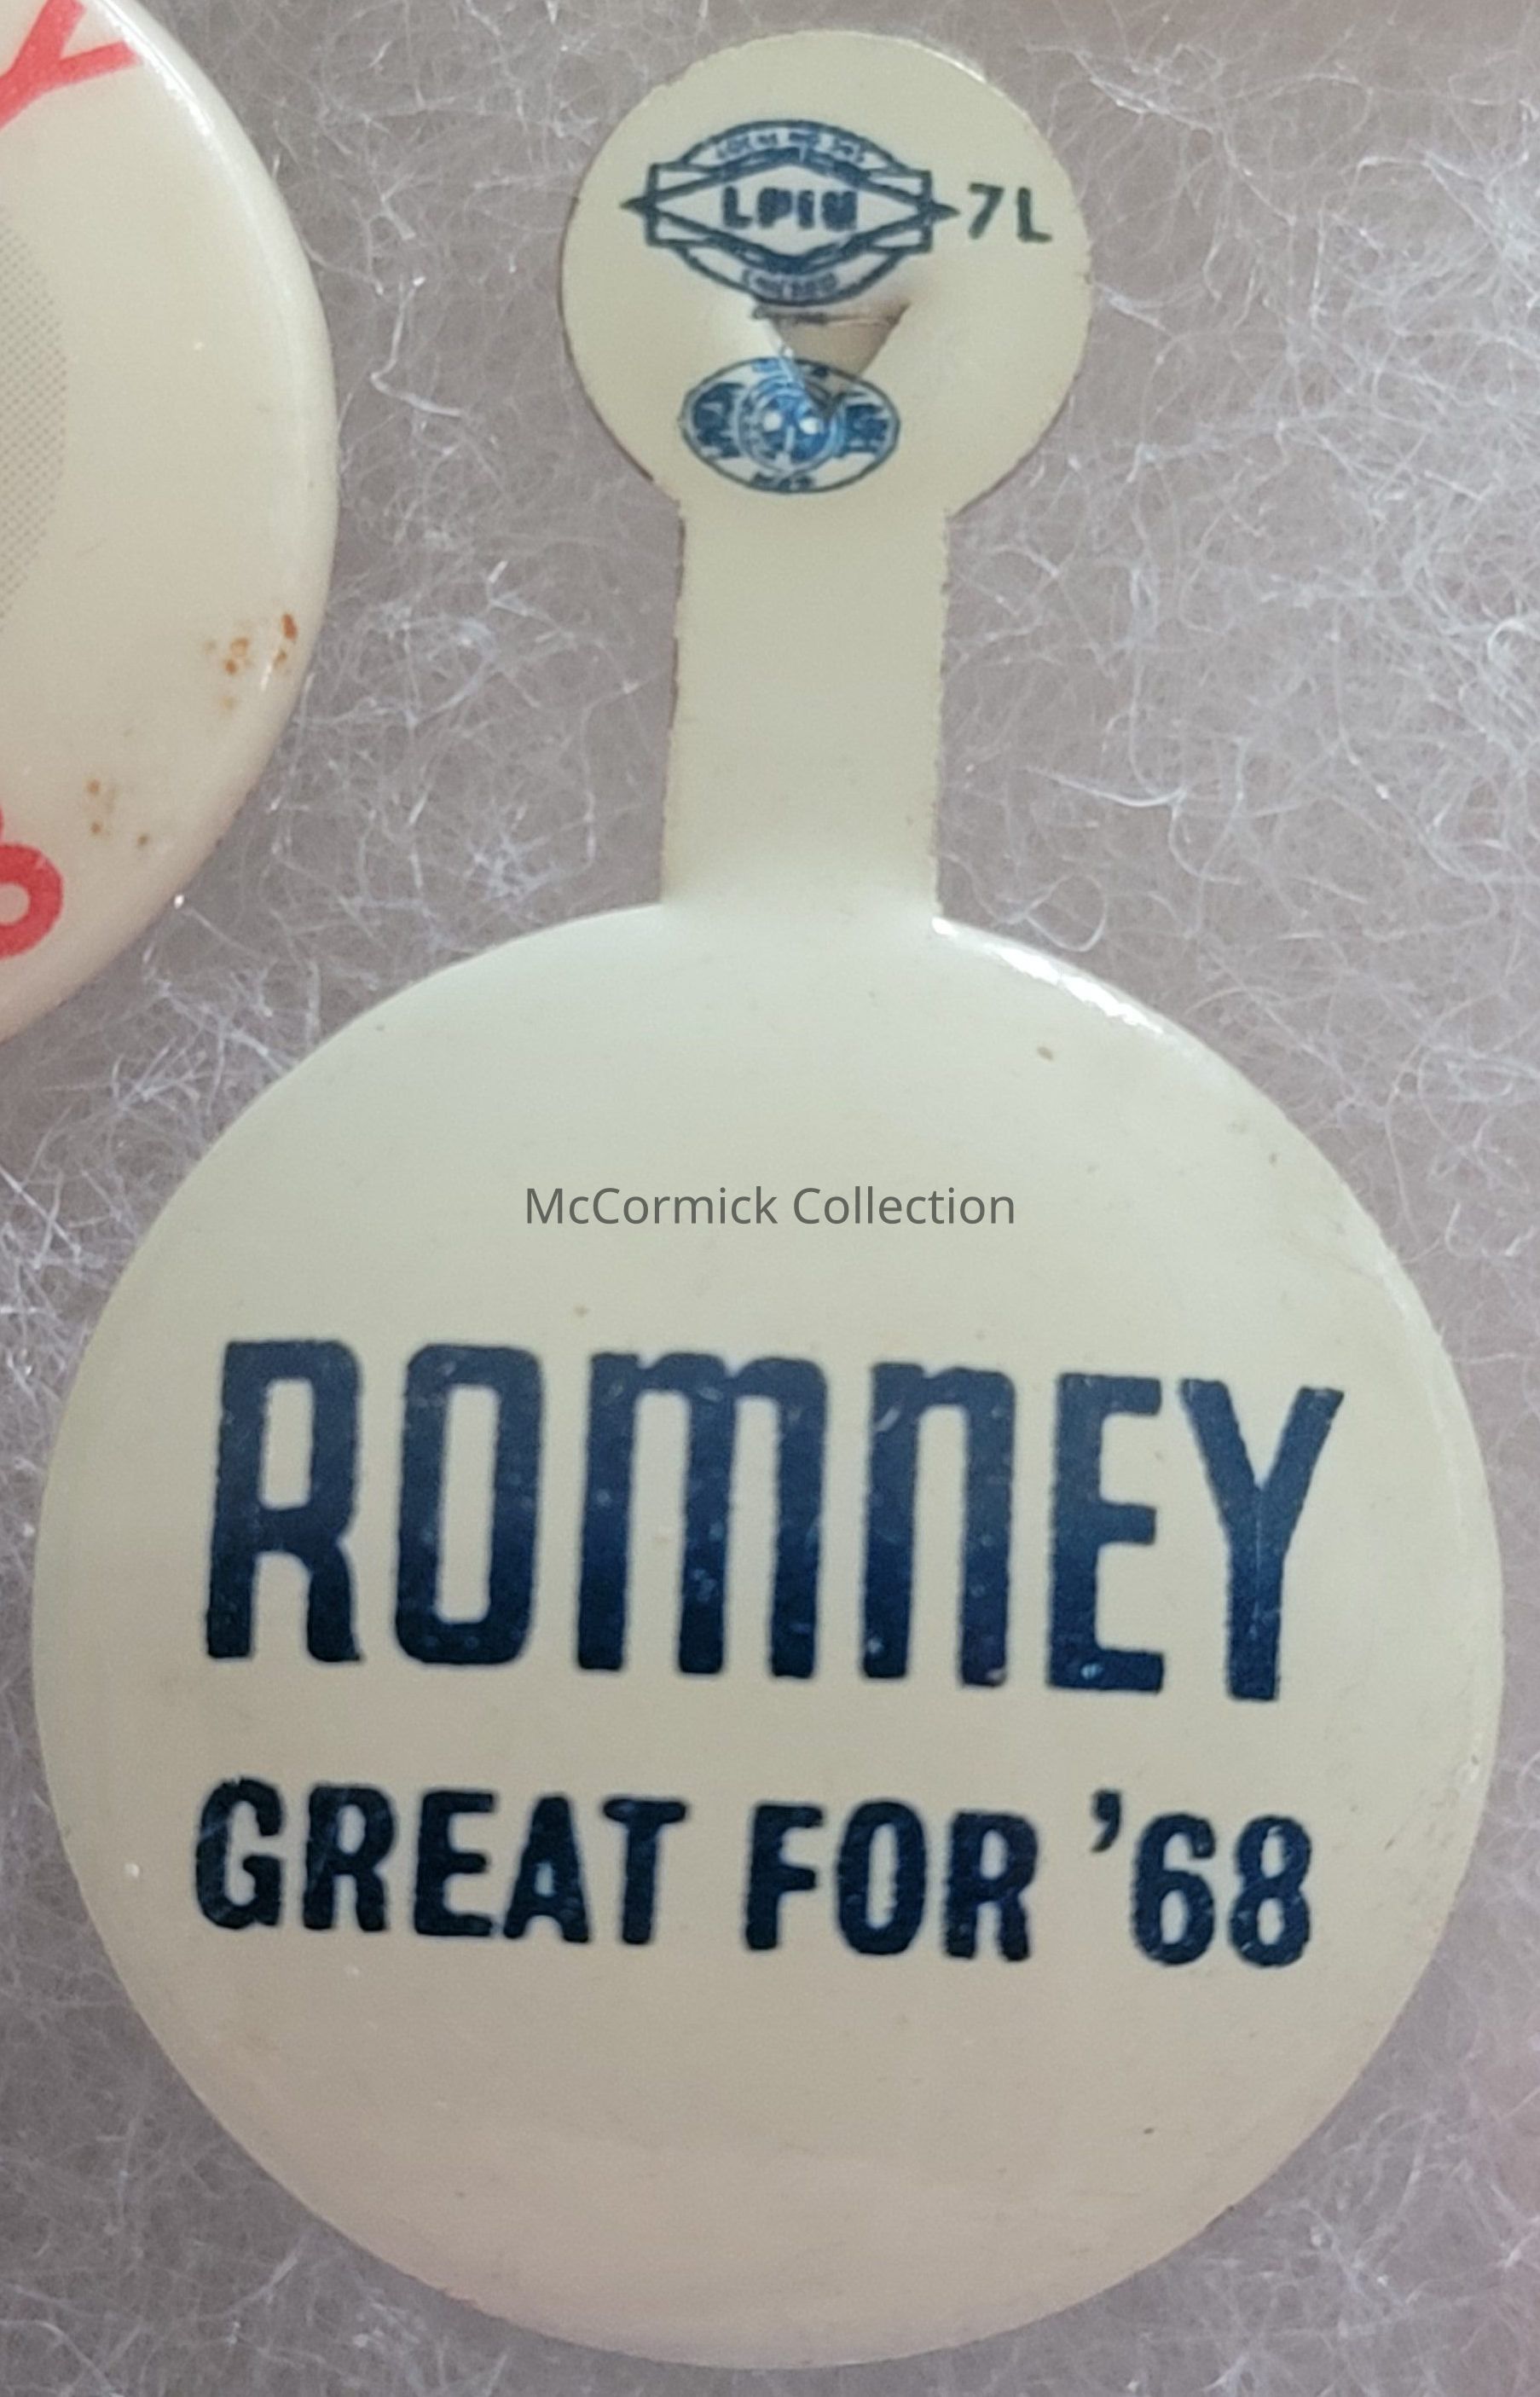 Y
LPIU 7L
McCormick Collection
ROMNEY
GREAT FOR '68